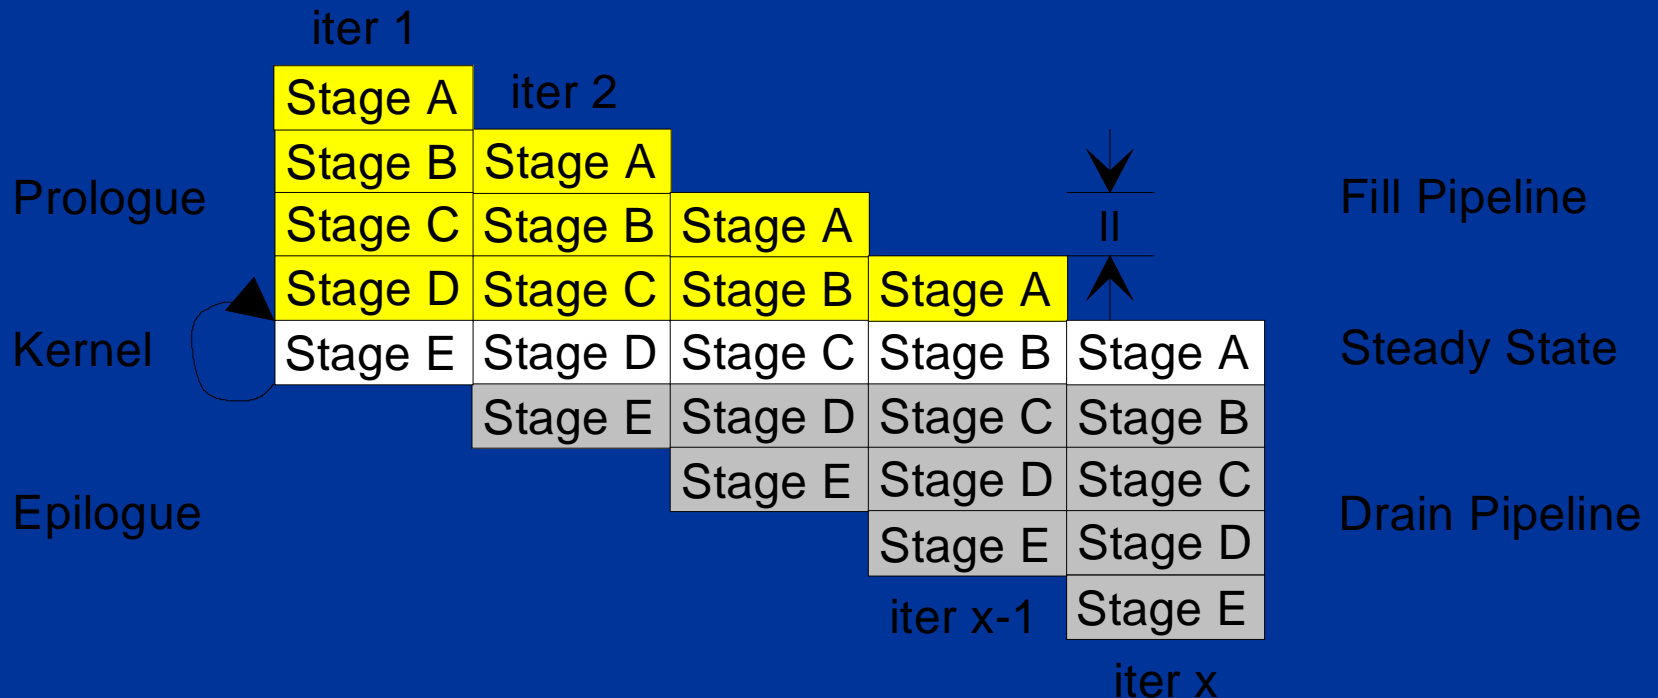 iter 1
Stage A iter 2
Stage B Stage A
Prologue Fill Pipeline
Stage C Stage B Stage A II
Stage D Stage C Stage B Stage A
Kernel Stage E Stage D Stage C Stage B Stage A Steady State
Stage E Stage D Stage C Stage B
Stage E Stage D Stage C
Epilogue Drain Pipeline
Stage E Stage D
iter x-1 Stage E
iter x